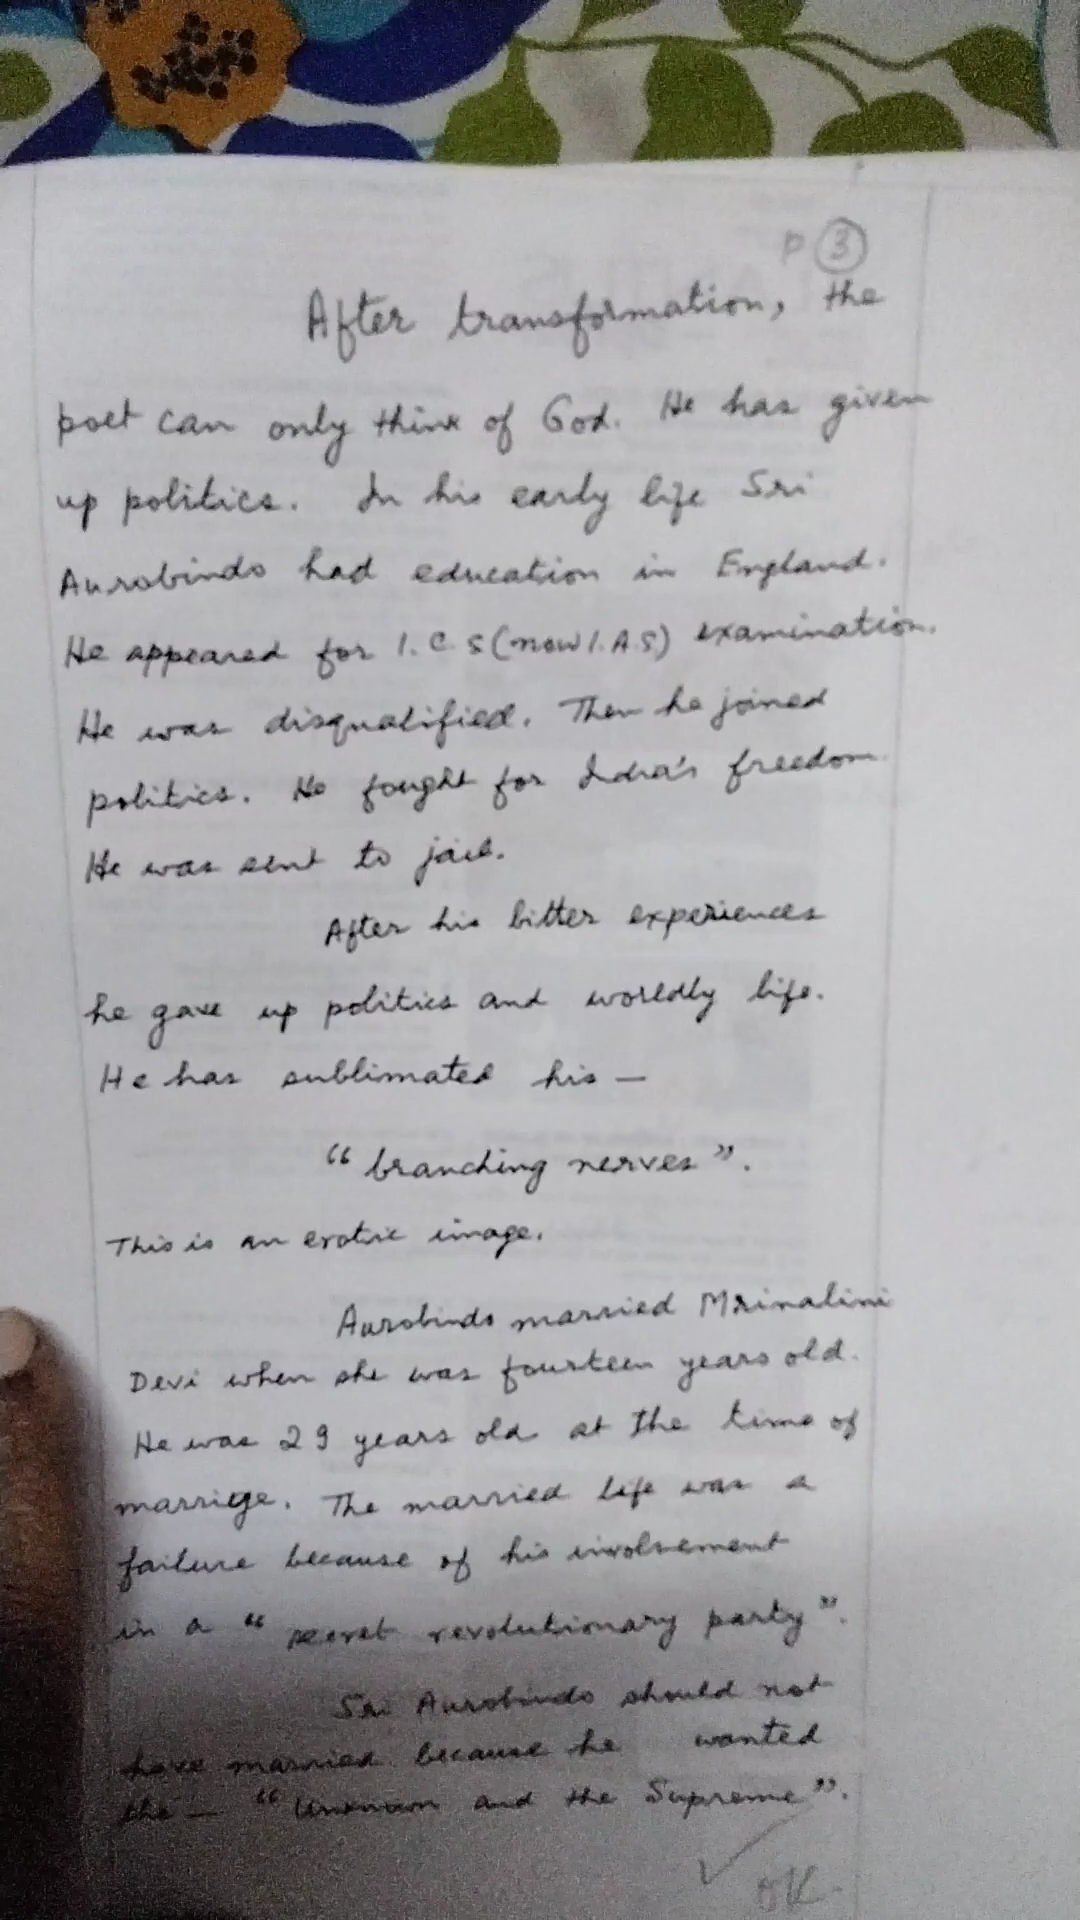 P 3
After transformation, the
poet can only think of God. He has given
up politics. In his early life Sri
Aurobindo had education in England.
He appeared for I.C.S (now I.A.S) examination.
He was disqualified. Then he joined
politics. He fought for India's freedom
He was sent to jail.
After his bitter experiences
he gave up politics and worldly life.
He has sublimated his —
"branching nerves".
This is an erotic image.
Aurobindo married Mrinalini
Devi when she was fourteen years old.
He was 29 years old at the time of
marrige. The married life was a
failure because of his involvement
in a "secret revolutionary party".
Sri Aurobindo should not
have married because he wanted
the — "Unknown and the Supreme".
OK